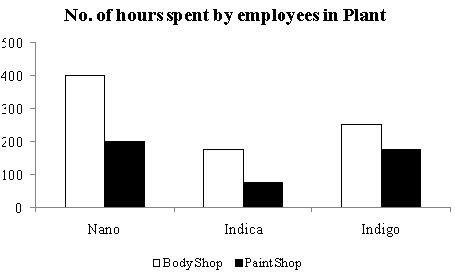 No. of hours spent by employees in Plant
500
400
300
200
100
0
Nano Indica Indigo
BodyShop PaintShop